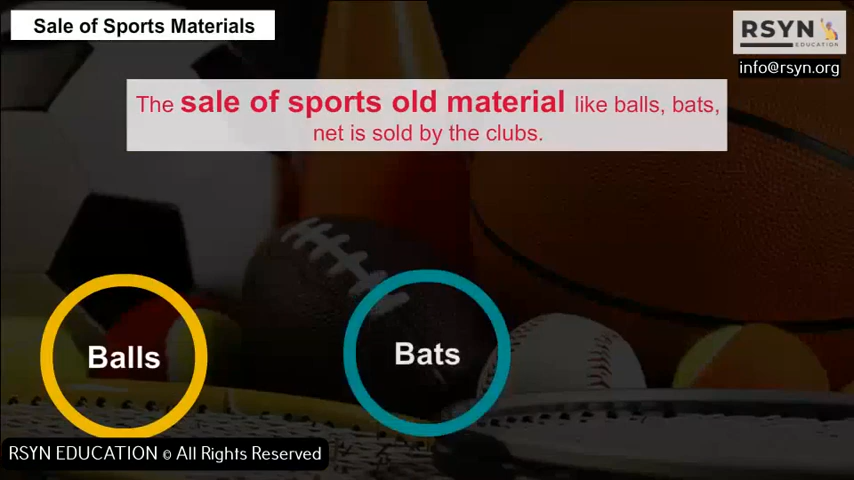 Sale of Sports Materials
RSYN
EDUCATION
info@rsyn.org
The sale of sports old material like balls, bats,
net is sold by the clubs.
Balls
Bats
RSYN EDUCATION © All Rights Reserved